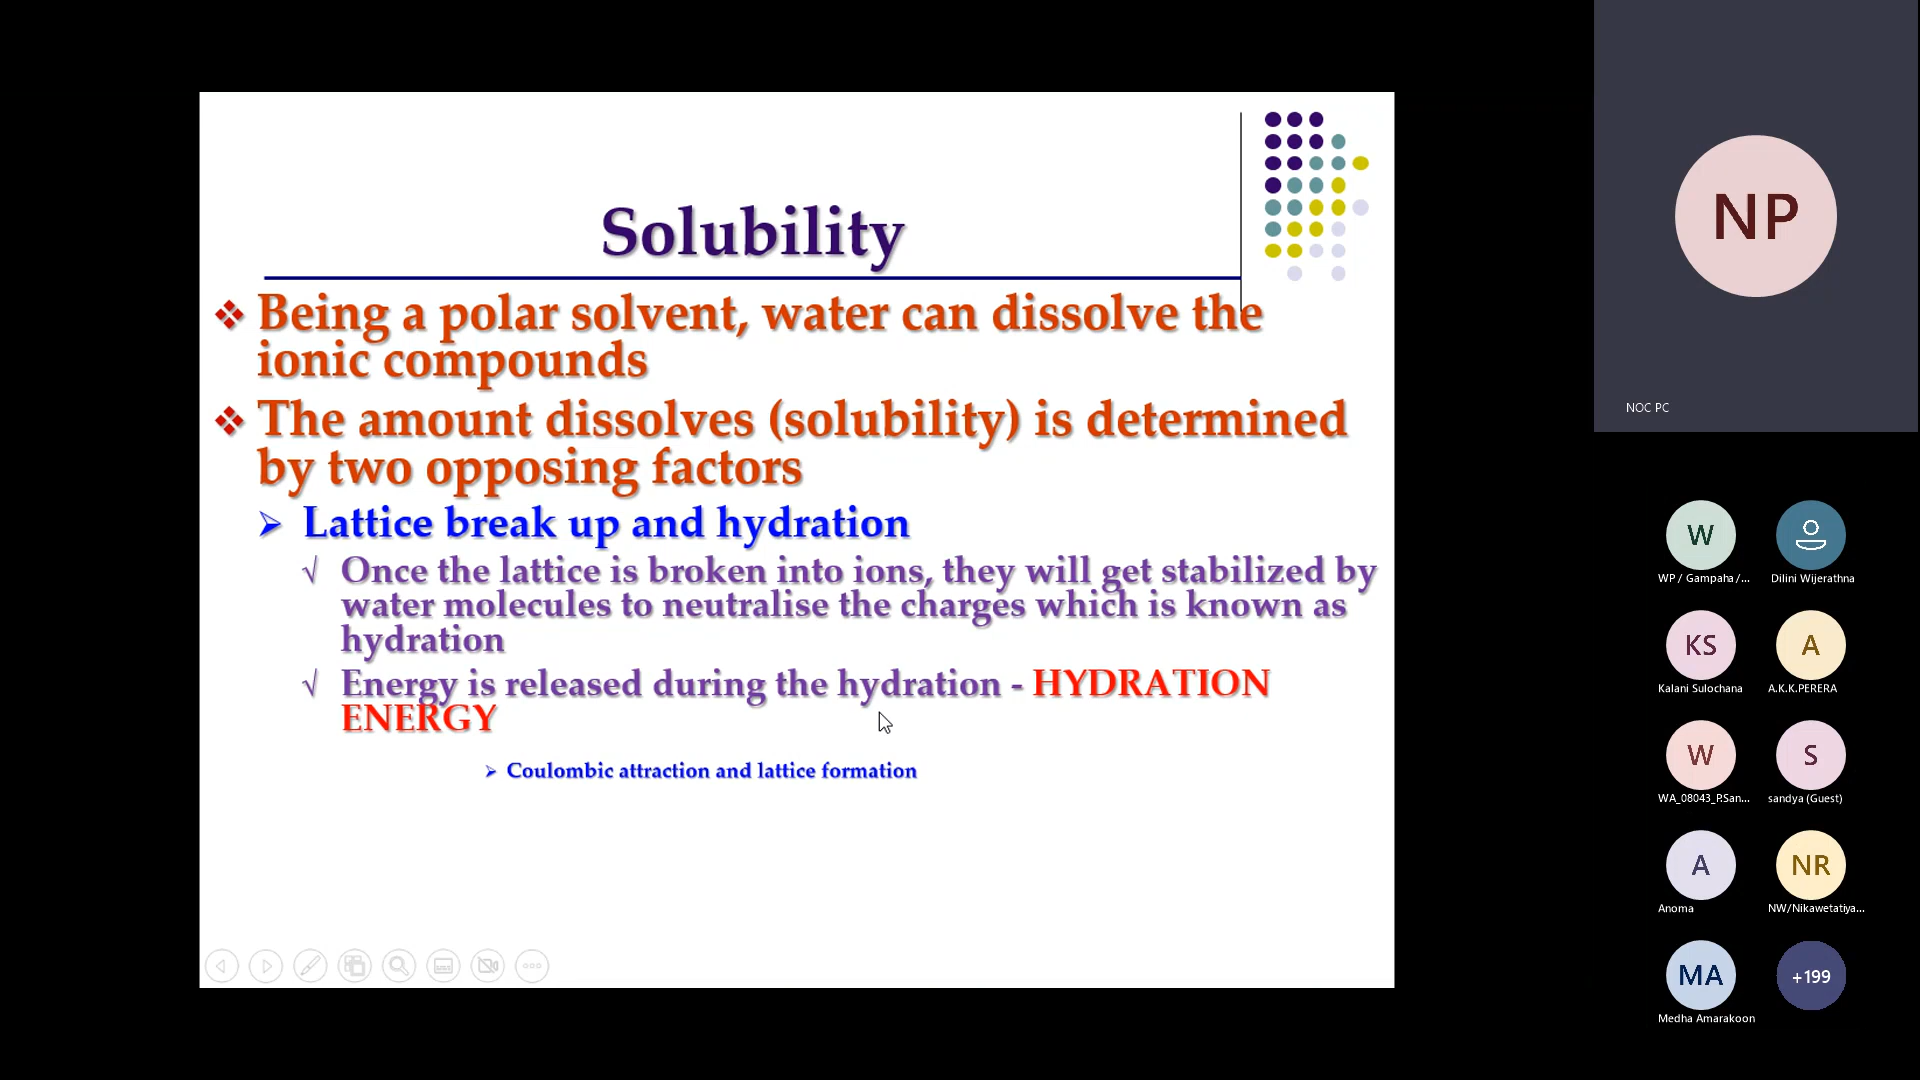 Solubility
Being a polar solvent, water can dissolve the
ionic compounds
The amount dissolves (solubility) is determined
by two opposing factors
Lattice break up and hydration
√ Once the lattice is broken into ions, they will get stabilized by
water molecules to neutralise the charges which is known as
hydration
√ Energy is released during the hydration - HYDRATION
ENERGY
Coulombic attraction and lattice formation
NP
NOC PC
W
WP / Gampaha /...
Dilini Wijerathna
KS
A
Kalani Sulochana
A.K.K.PERERA
W
S
WA_08043_P.San...
sandya (Guest)
A
NR
Anoma
NW/Nikawetatiya...
MA
+199
Medha Amarakoon